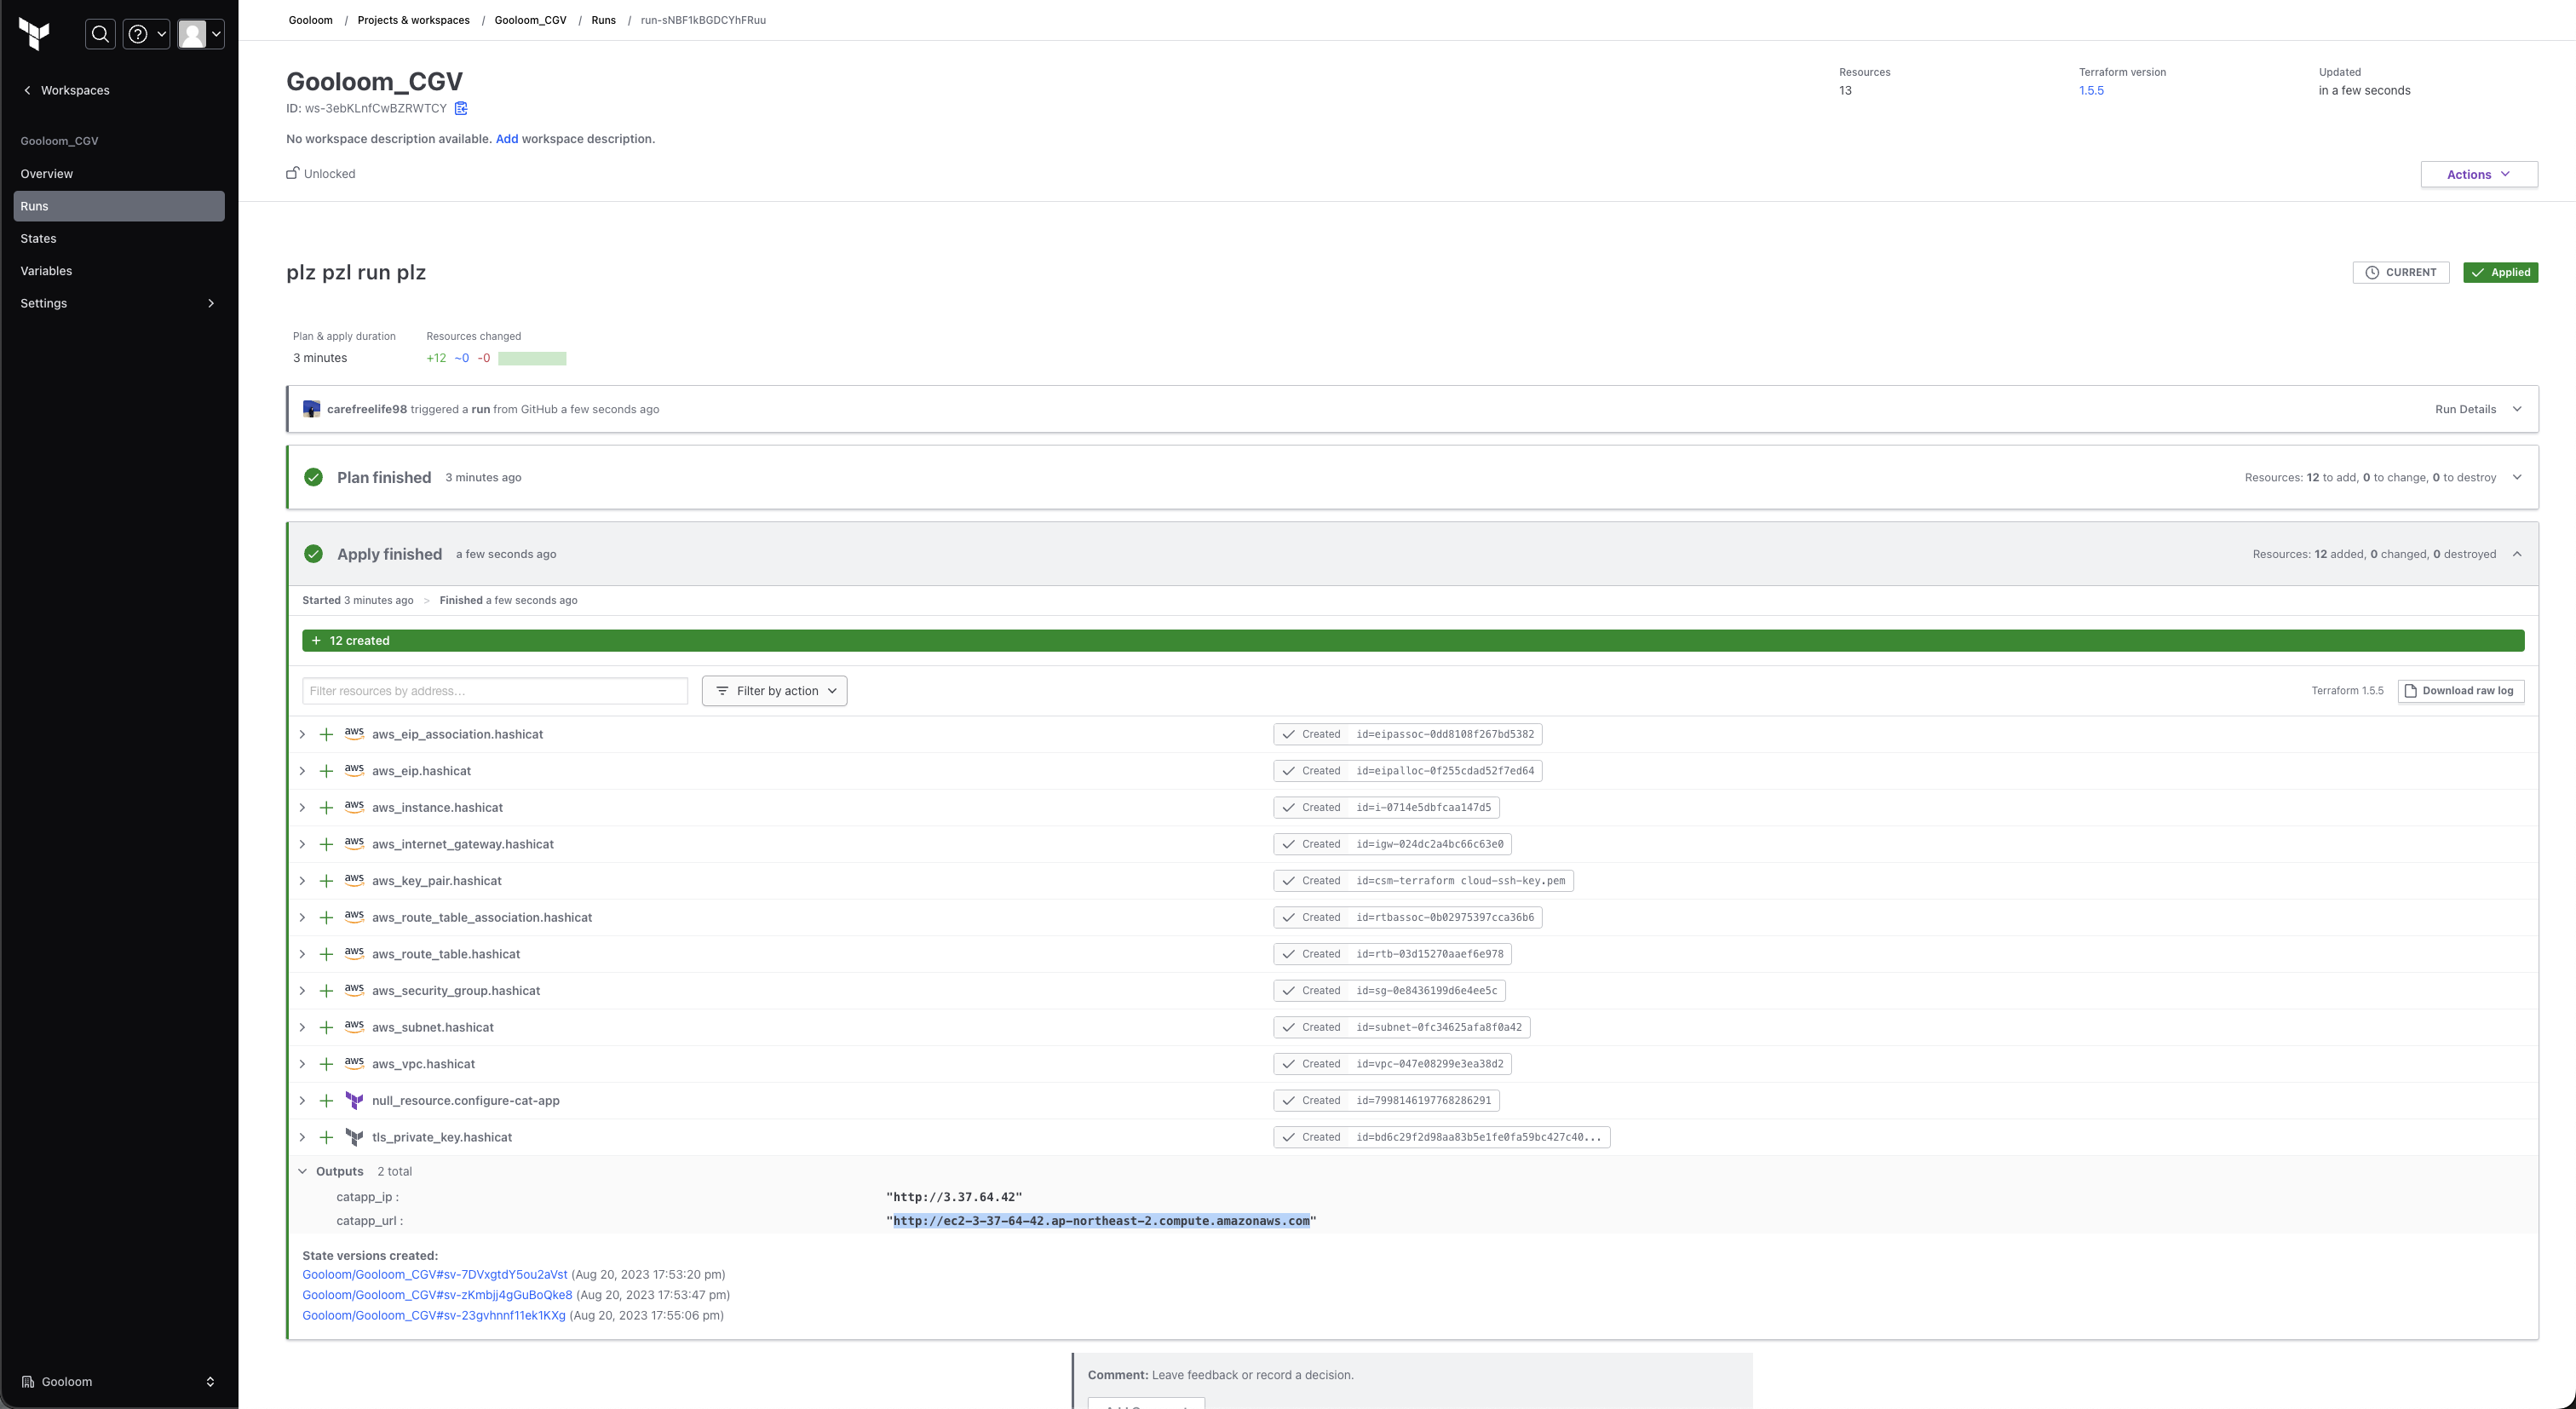 Gooloom / Projects & workspaces / Gooloom_CGV / Runs / run-sNBF1kBGDCYhFRuu
Workspaces
Gooloom_CGV
Overview
Runs
States
Variables
Settings
Gooloom
Gooloom_CGV
ID: ws-3ebKLnfCwBZRWTCY
No workspace description available. Add workspace description.
Unlocked
Resources
13
Terraform version
1.5.5
Updated
in a few seconds
Actions
plz pzl run plz
CURRENT
Applied
Plan & apply duration
3 minutes
Resources changed
+12 ~0 -0
carefreelife98 triggered a run from GitHub a few seconds ago
Run Details
Plan finished 3 minutes ago
Resources: 12 to add, 0 to change, 0 to destroy
Apply finished a few seconds ago
Resources: 12 added, 0 changed, 0 destroyed
Started 3 minutes ago > Finished a few seconds ago
+ 12 created
Filter resources by address...
Filter by action
Terraform 1.5.5
Download raw log
aws aws_eip_association.hashicat Created id=eipassoc-0dd8108f267bd5382
aws aws_eip.hashicat Created id=eipalloc-0f255cdad52f7ed64
aws aws_instance.hashicat Created id=i-0714e5dbfcaa147d5
aws aws_internet_gateway.hashicat Created id=igw-024dc2a4bc66c63e0
aws aws_key_pair.hashicat Created id=csm-terraform cloud-ssh-key.pem
aws aws_route_table_association.hashicat Created id=rtbassoc-0b02975397cca36b6
aws aws_route_table.hashicat Created id=rtb-03d15270aaef6e978
aws aws_security_group.hashicat Created id=sg-0e8436199d6e4ee5c
aws aws_subnet.hashicat Created id=subnet-0fc34625afa8f0a42
aws aws_vpc.hashicat Created id=vpc-047e08299e3ea38d2
null_resource.configure-cat-app Created id=7998146197768286291
tls_private_key.hashicat Created id=bd6c29f2d98aa83b5e1fe0fa59bc427c40...
Outputs 2 total
catapp_ip : "http://3.37.64.42"
catapp_url : "http://ec2-3-37-64-42.ap-northeast-2.compute.amazonaws.com"
State versions created:
Gooloom/Gooloom_CGV#sv-7DVxgtdY5ou2aVst (Aug 20, 2023 17:53:20 pm)
Gooloom/Gooloom_CGV#sv-zKmbjj4gGuBoQke8 (Aug 20, 2023 17:53:47 pm)
Gooloom/Gooloom_CGV#sv-23gvhnnf11ek1KXg (Aug 20, 2023 17:55:06 pm)
Comment: Leave feedback or record a decision.